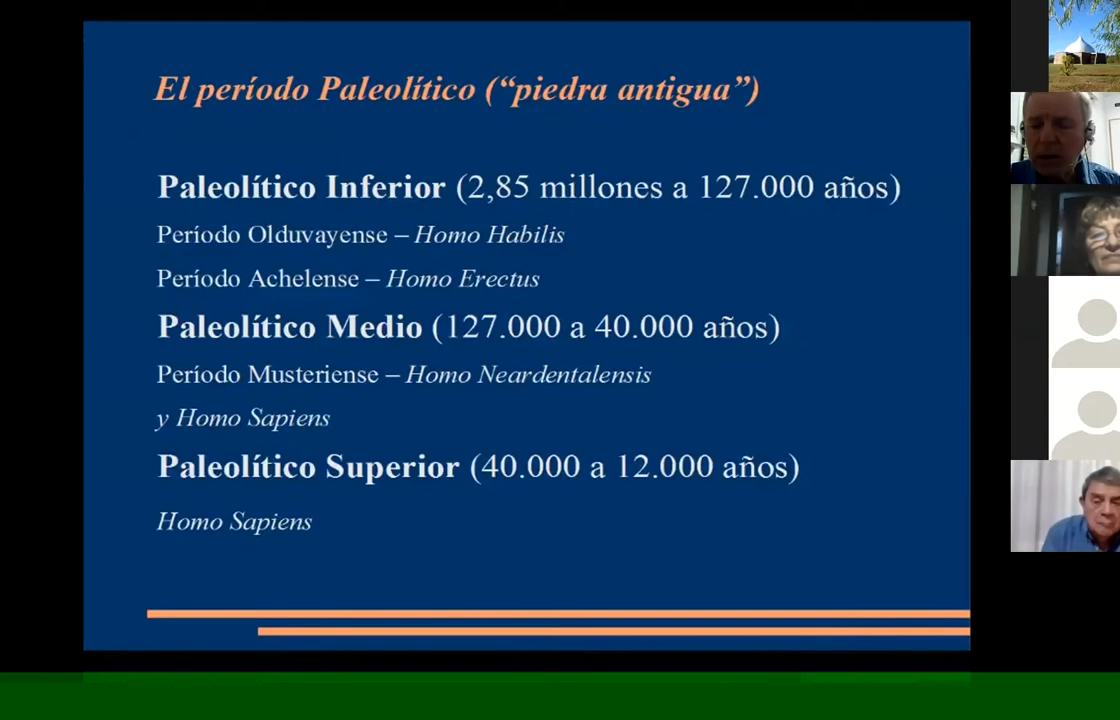 El período Paleolítico (“piedra antigua”)
Paleolítico Inferior (2,85 millones a 127.000 años)
Período Olduvayense – Homo Habilis
Período Achelense – Homo Erectus
Paleolítico Medio (127.000 a 40.000 años)
Período Musteriense – Homo Neardentalensis
y Homo Sapiens
Paleolítico Superior (40.000 a 12.000 años)
Homo Sapiens